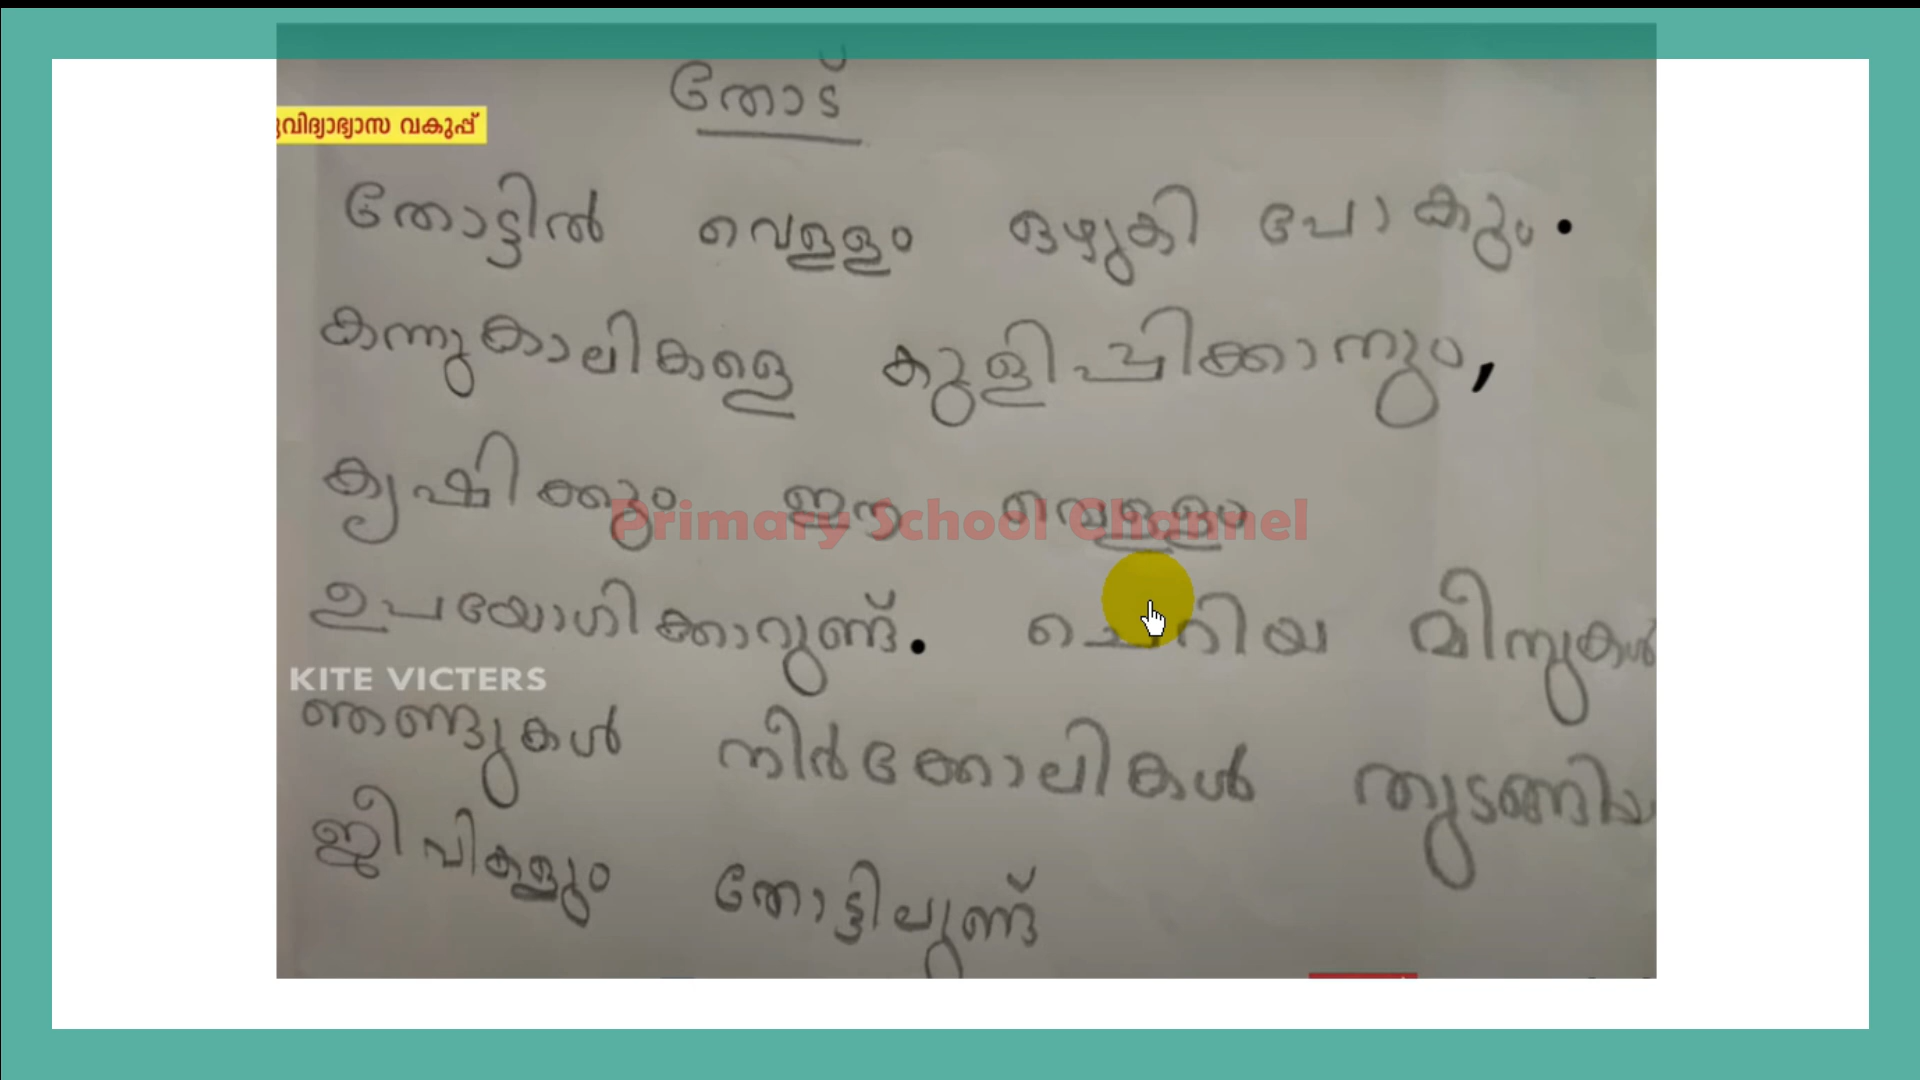 തോട്
വിദ്യാഭ്യാസ വകുപ്പ്
തോട്ടിൽ വെള്ളം ഒഴുകി പോകും.
കന്നുകാലികളെ കുളിപ്പിക്കാനും,
കൃഷിക്കും ഈ വെള്ളം
Primary School Channel
ഉപയോഗിക്കാറുണ്ട്. ചെറിയ മീനുകൾ
KITE VICTERS
ഞണ്ടുകൾ നീർക്കോലികൾ തുടങ്ങിയ
ജീവികളും തോട്ടിലുണ്ട്